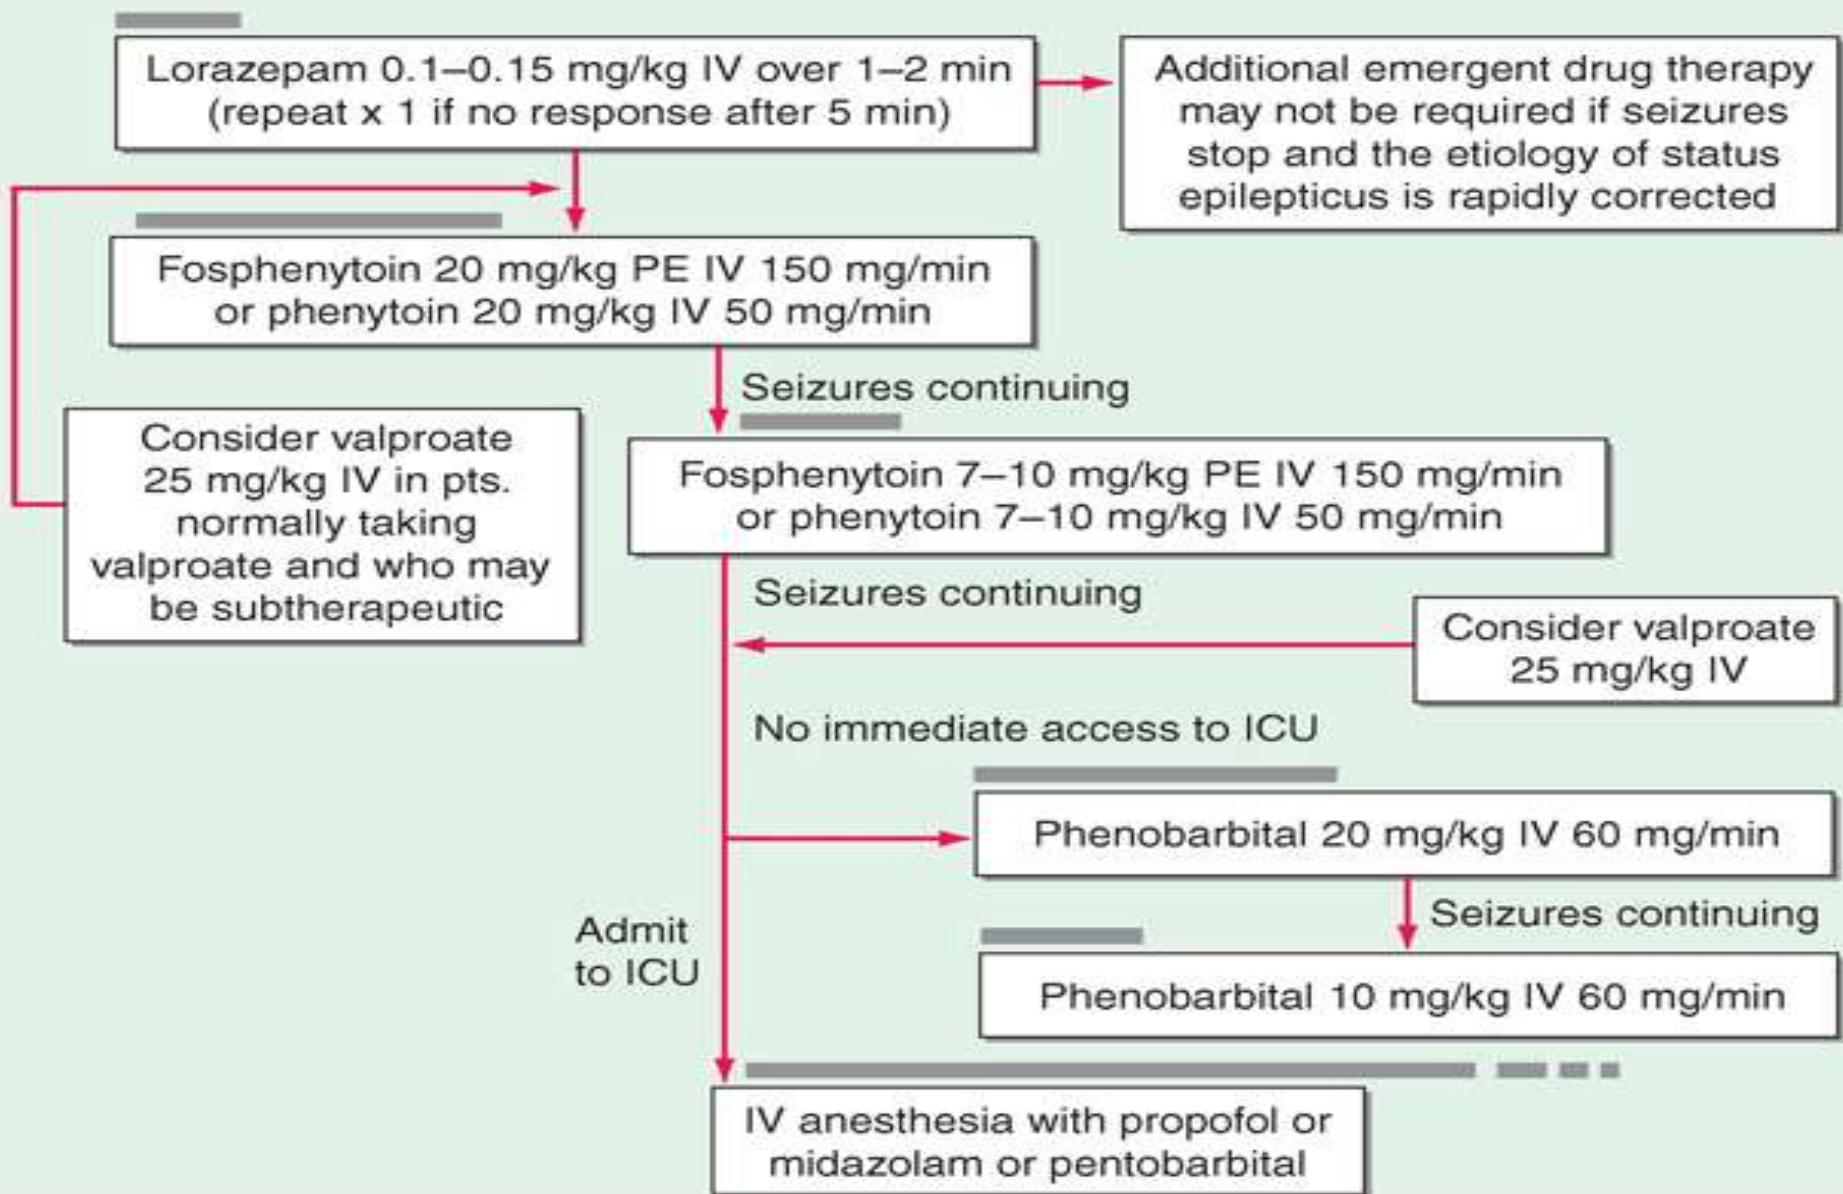 Lorazepam 0.1–0.15 mg/kg IV over 1–2 min
(repeat x 1 if no response after 5 min)
Additional emergent drug therapy
may not be required if seizures
stop and the etiology of status
epilepticus is rapidly corrected
Fosphenytoin 20 mg/kg PE IV 150 mg/min
or phenytoin 20 mg/kg IV 50 mg/min
Seizures continuing
Consider valproate
25 mg/kg IV in pts.
normally taking
valproate and who may
be subtherapeutic
Fosphenytoin 7–10 mg/kg PE IV 150 mg/min
or phenytoin 7–10 mg/kg IV 50 mg/min
Seizures continuing
Consider valproate
25 mg/kg IV
No immediate access to ICU
Phenobarbital 20 mg/kg IV 60 mg/min
Seizures continuing
Admit
to ICU
Phenobarbital 10 mg/kg IV 60 mg/min
IV anesthesia with propofol or
midazolam or pentobarbital